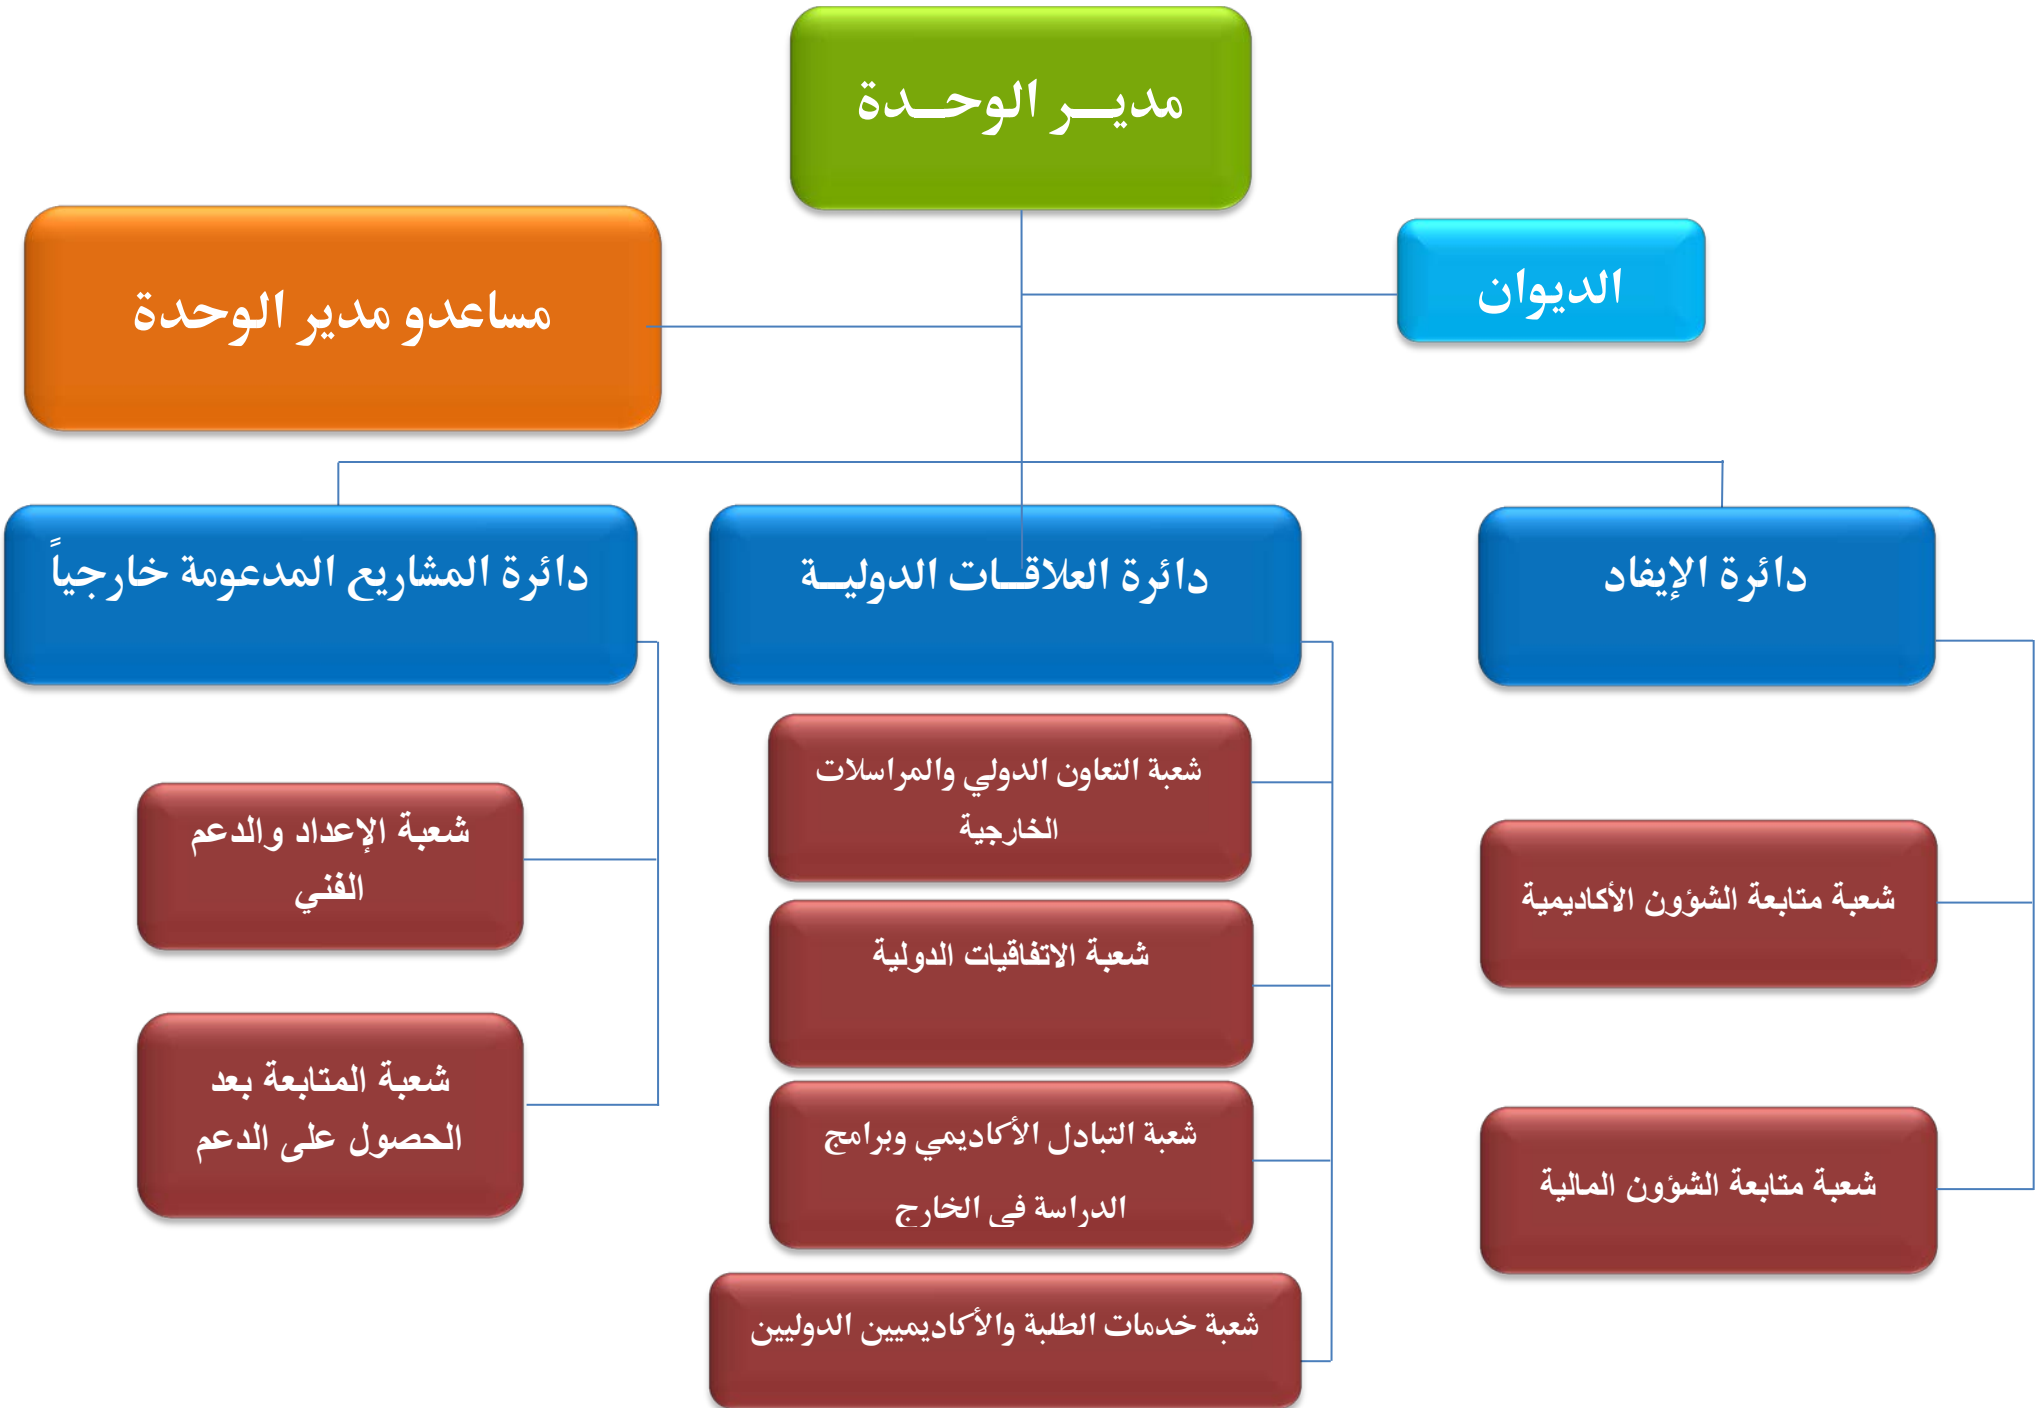 مديـــر الوحـــدة
الديوان
مساعدو مدير الوحدة
دائرة الإيفاد
دائرة العلاقــات الدوليــة
دائرة المشاريع المدعومة خارجياً
شعبة متابعة الشؤون الأكاديمية
شعبة متابعة الشؤون المالية
شعبة التعاون الدولي والمراسلات
الخارجية
شعبة الاتفاقيات الدولية
شعبة التبادل الأكاديمي وبرامج
الدراسة في الخارج
شعبة خدمات الطلبة والأكاديميين الدوليين
شعبة الإعداد والدعم
الفني
شعبة المتابعة بعد
الحصول على الدعم